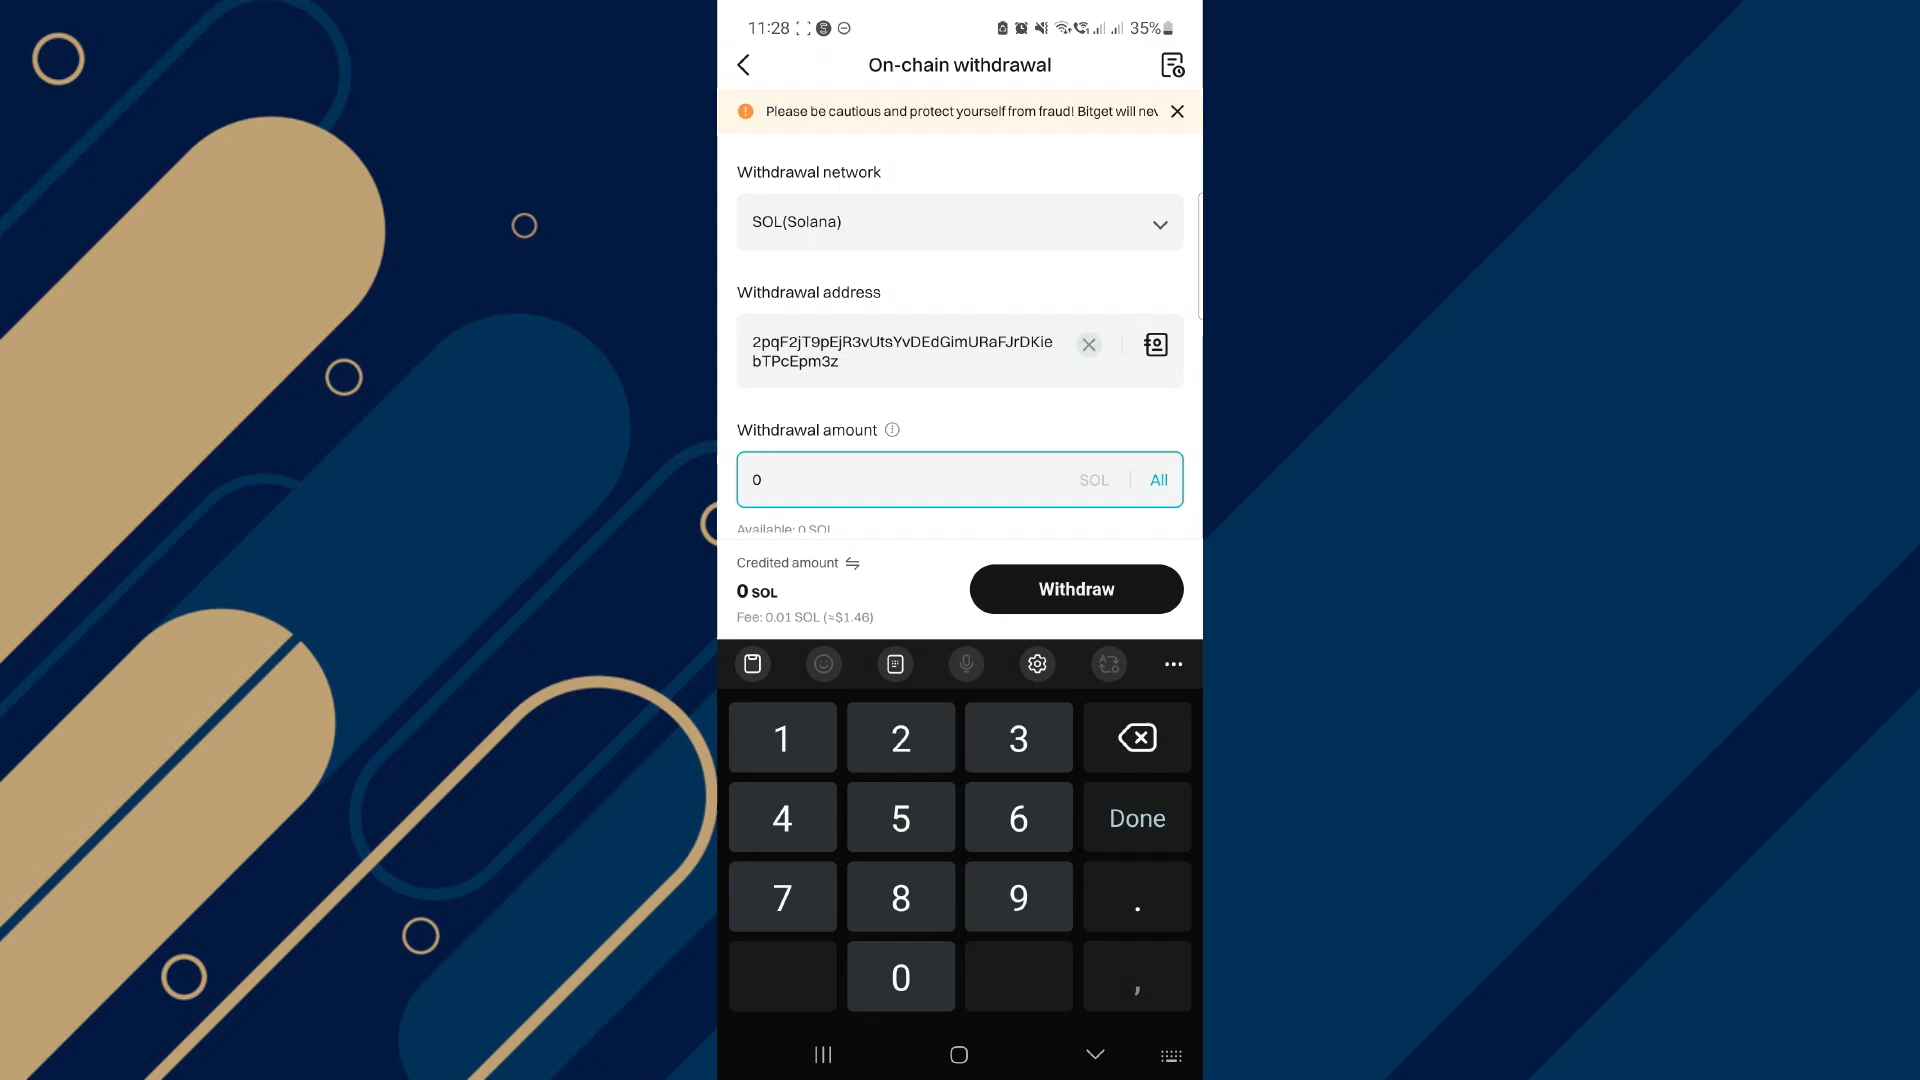 11:28
35%
On-chain withdrawal
Please be cautious and protect yourself from fraud! Bitget will nev
Withdrawal network
SOL(Solana)
Withdrawal address
2pqF2jT9pEjR3vUtsYvDEdGimURaFJrDKie
bTPcEpm3z
Withdrawal amount
0 SOL All
Available: 0 SOL
Credited amount
0 SOL
Withdraw
Fee: 0.01 SOL (≈$1.46)
1 2 3
4 5 6 Done
7 8 9 .
0 ,